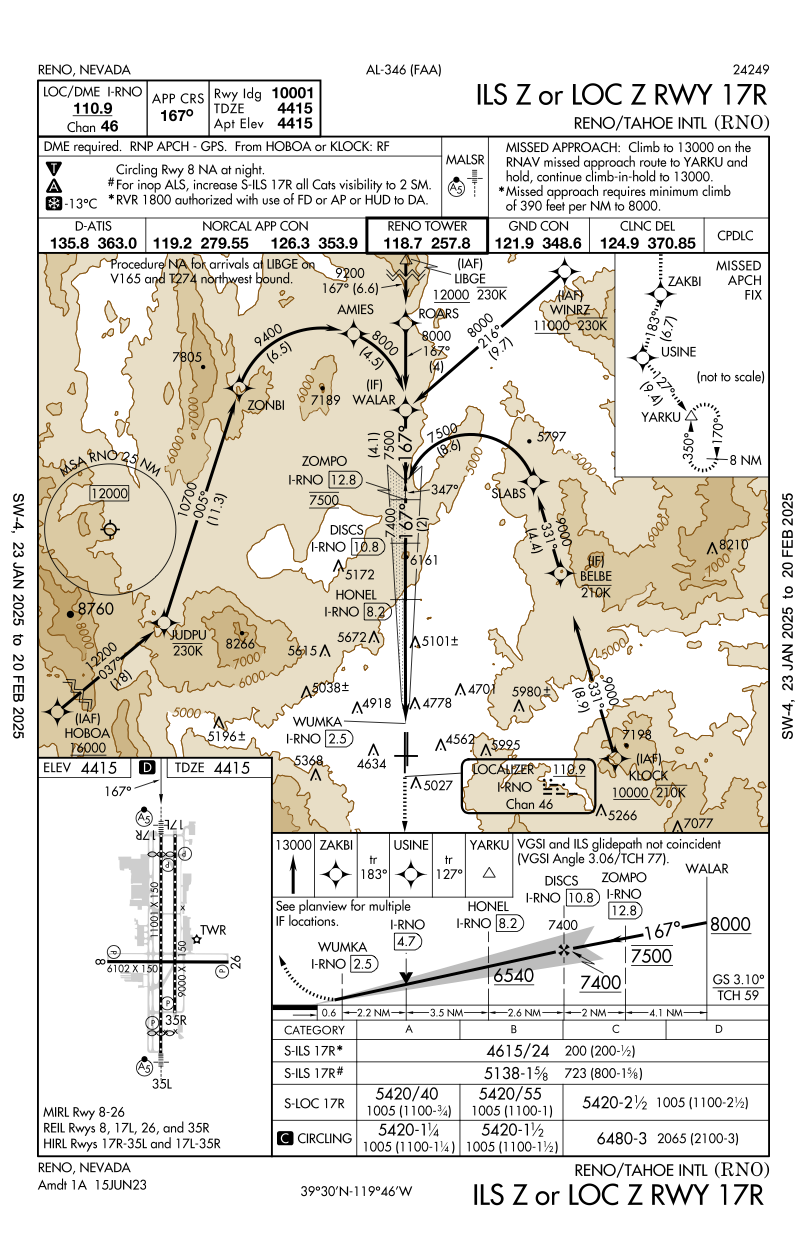 RENO, NEVADA
AL-346 (FAA)
24249
ILS Z or LOC Z RWY 17R
RENO/TAHOE INTL (RNO)
LOC/DME I-RNO
110.9
Chan 46
APP CRS
167°
Rwy ldg 10001
TDZE 4415
Apt Elev 4415
DME required. RNP APCH - GPS. From HOBOA or KLOCK: RF
T
A
-13°C
Circling Rwy 8 NA at night.
#For inop ALS, increase S-ILS 17R all Cats visibility to 2 SM.
*RVR 1800 authorized with use of FD or AP or HUD to DA.
MALSR
A5
MISSED APPROACH: Climb to 13000 on the
RNAV missed approach route to YARKU and
hold, continue climb-in-hold to 13000.
*Missed approach requires minimum climb
of 390 feet per NM to 8000.
D-ATIS
135.8 363.0
NORCAL APP CON
119.2 279.55 126.3 353.9
RENO TOWER
118.7 257.8
GND CON
121.9 348.6
CLNC DEL
124.9 370.85
CPDLC
Procedure NA for arrivals at LIBGE on
V165 and T274 northwest bound.
9200
167° (6.6)
(IAF)
LIBGE
12000 230K
(IAF)
WINRZ
11000 230K
ZAKBI
MISSED
APCH
FIX
183°
(6.7)
USINE
127°
(9.4)
(not to scale)
YARKU
350°
170°
8 NM
AMIES
ROARS
8000
167°
(4)
8000
216°
(9.7)
9400
(6.5)
8000
(4.5)
7805
6000
7189
6000
ZONBI
(IF)
WALAR
7500
(4.1)
167°
7500
(8.6)
5797
5000
MSA RNO 25 NM
12000
ZOMPO
I-RNO 12.8
7500
347°
SLABS
10700
005°
(11.3)
7400
167°
(2)
DISCS
I-RNO 10.8
6161
5172
9000
331°
(4.4)
(IF)
BELBE
210K
6000
8210
7000
5000
HONEL
I-RNO 8.2
8760
8000
JUDPU
230K
8266
7000
6000
5672
5615
5101±
12200
037°
(18)
5038±
4918
4778
4701
5980±
9000
331°
(8.9)
6000
5000
(IAF)
HOBOA
16000
5000
5196±
WUMKA
I-RNO 2.5
4562
5995
4634
5368
5027
7198
(IAF)
KLOCK
10000 210K
LOCALIZER 110.9
I-RNO
Chan 46
5266
7077
ELEV 4415
D
TDZE 4415
167°
A5
17R
17L
P
P
11001 X 150
TWR
P
8
6102 X 150
26
P
9000 X 150
P
35R
P
A5
35L
MIRL Rwy 8-26
REIL Rwys 8, 17L, 26, and 35R
HIRL Rwys 17R-35L and 17L-35R
13000
ZAKBI
tr
183°
USINE
tr
127°
YARKU
VGSI and ILS glidepath not coincident
(VGSI Angle 3.06/TCH 77).
See planview for multiple
IF locations.
WUMKA
I-RNO 2.5
I-RNO
4.7
HONEL
I-RNO 8.2
DISCS
I-RNO 10.8
7400
ZOMPO
I-RNO
12.8
WALAR
167°
8000
7500
7400
6540
GS 3.10°
TCH 59
0.6
2.2 NM
3.5 NM
2.6 NM
2 NM
4.1 NM
CATEGORY A B C D
S-ILS 17R* 4615/24 200 (200-½)
S-ILS 17R# 5138-1⅝ 723 (800-1⅝)
S-LOC 17R
5420/40
1005 (1100-¾)
5420/55
1005 (1100-1)
5420-2½ 1005 (1100-2½)
C CIRCLING
5420-1¼
1005 (1100-1¼)
5420-1½
1005 (1100-1½)
6480-3 2065 (2100-3)
RENO, NEVADA
Amdt 1A 15JUN23
39°30'N-119°46'W
RENO/TAHOE INTL (RNO)
ILS Z or LOC Z RWY 17R
SW-4, 23 JAN 2025 to 20 FEB 2025
SW-4, 23 JAN 2025 to 20 FEB 2025